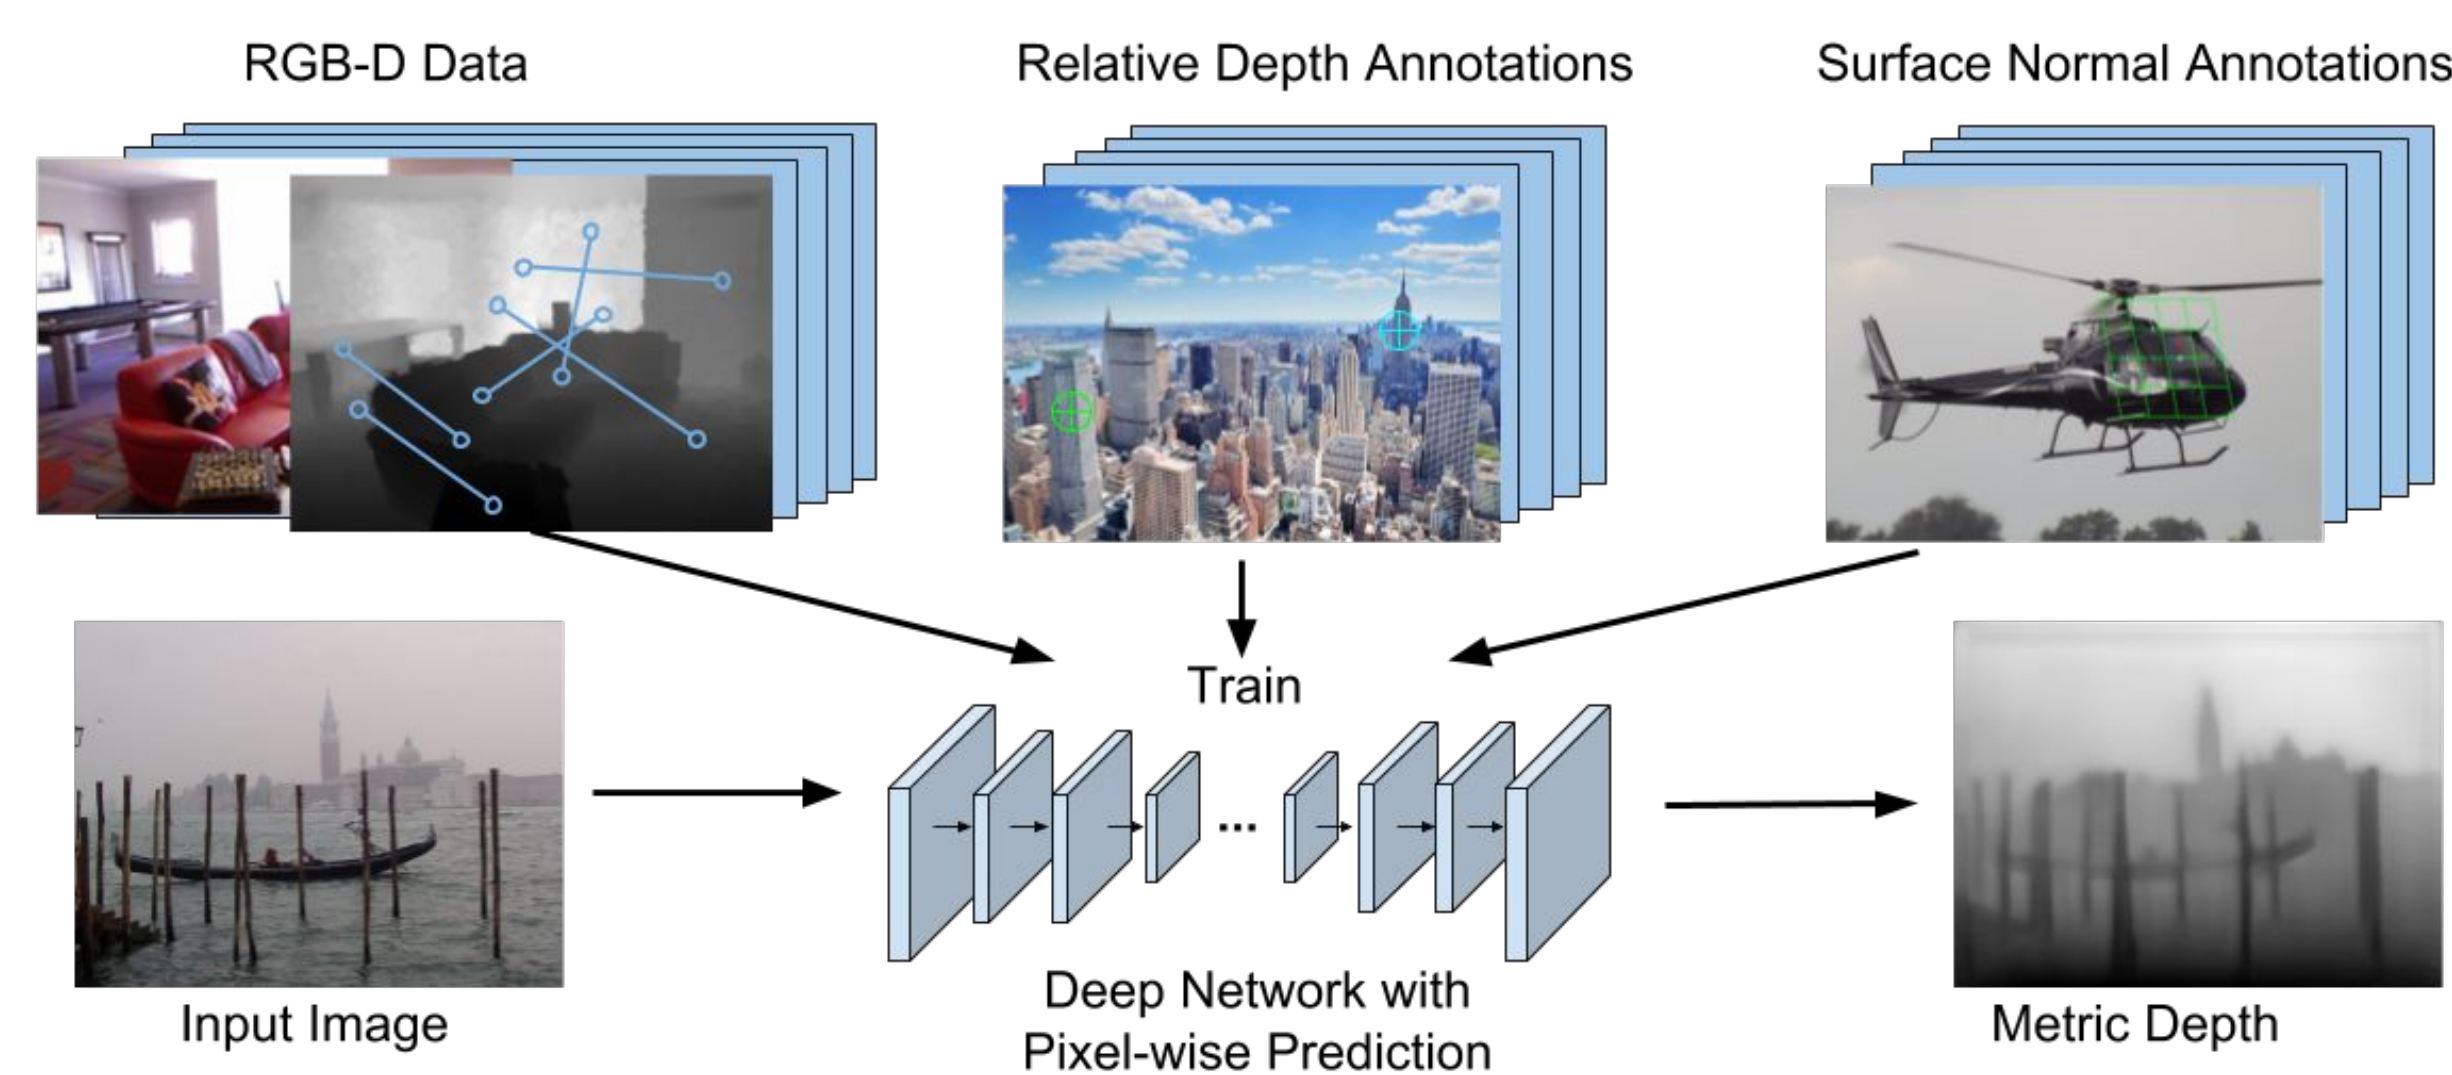 RGB-D Data
Relative Depth Annotations
Surface Normal Annotations
Train
...
Input Image
Deep Network with
Pixel-wise Prediction
Metric Depth